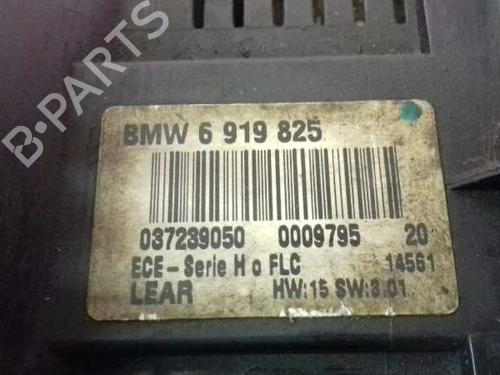 B-PARTS
BMW 6 919 825
037239050 0009795 20
ECE-Serie H o FLC 14561
LEAR HW:15 SW:3.01